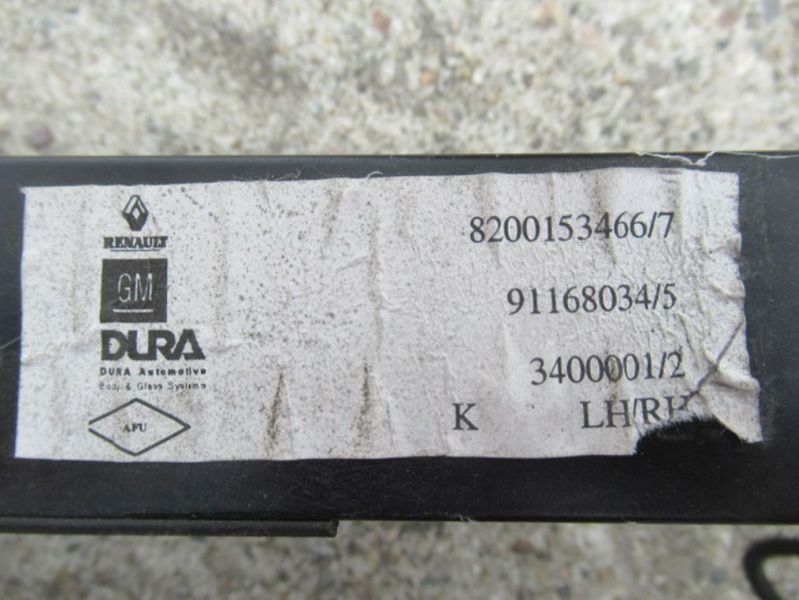 RENAULT
GM
DURA
DURA Automotive
Body & Glass Systems
AFU
8200153466/7
91168034/5
3400001/2
K LH/RH